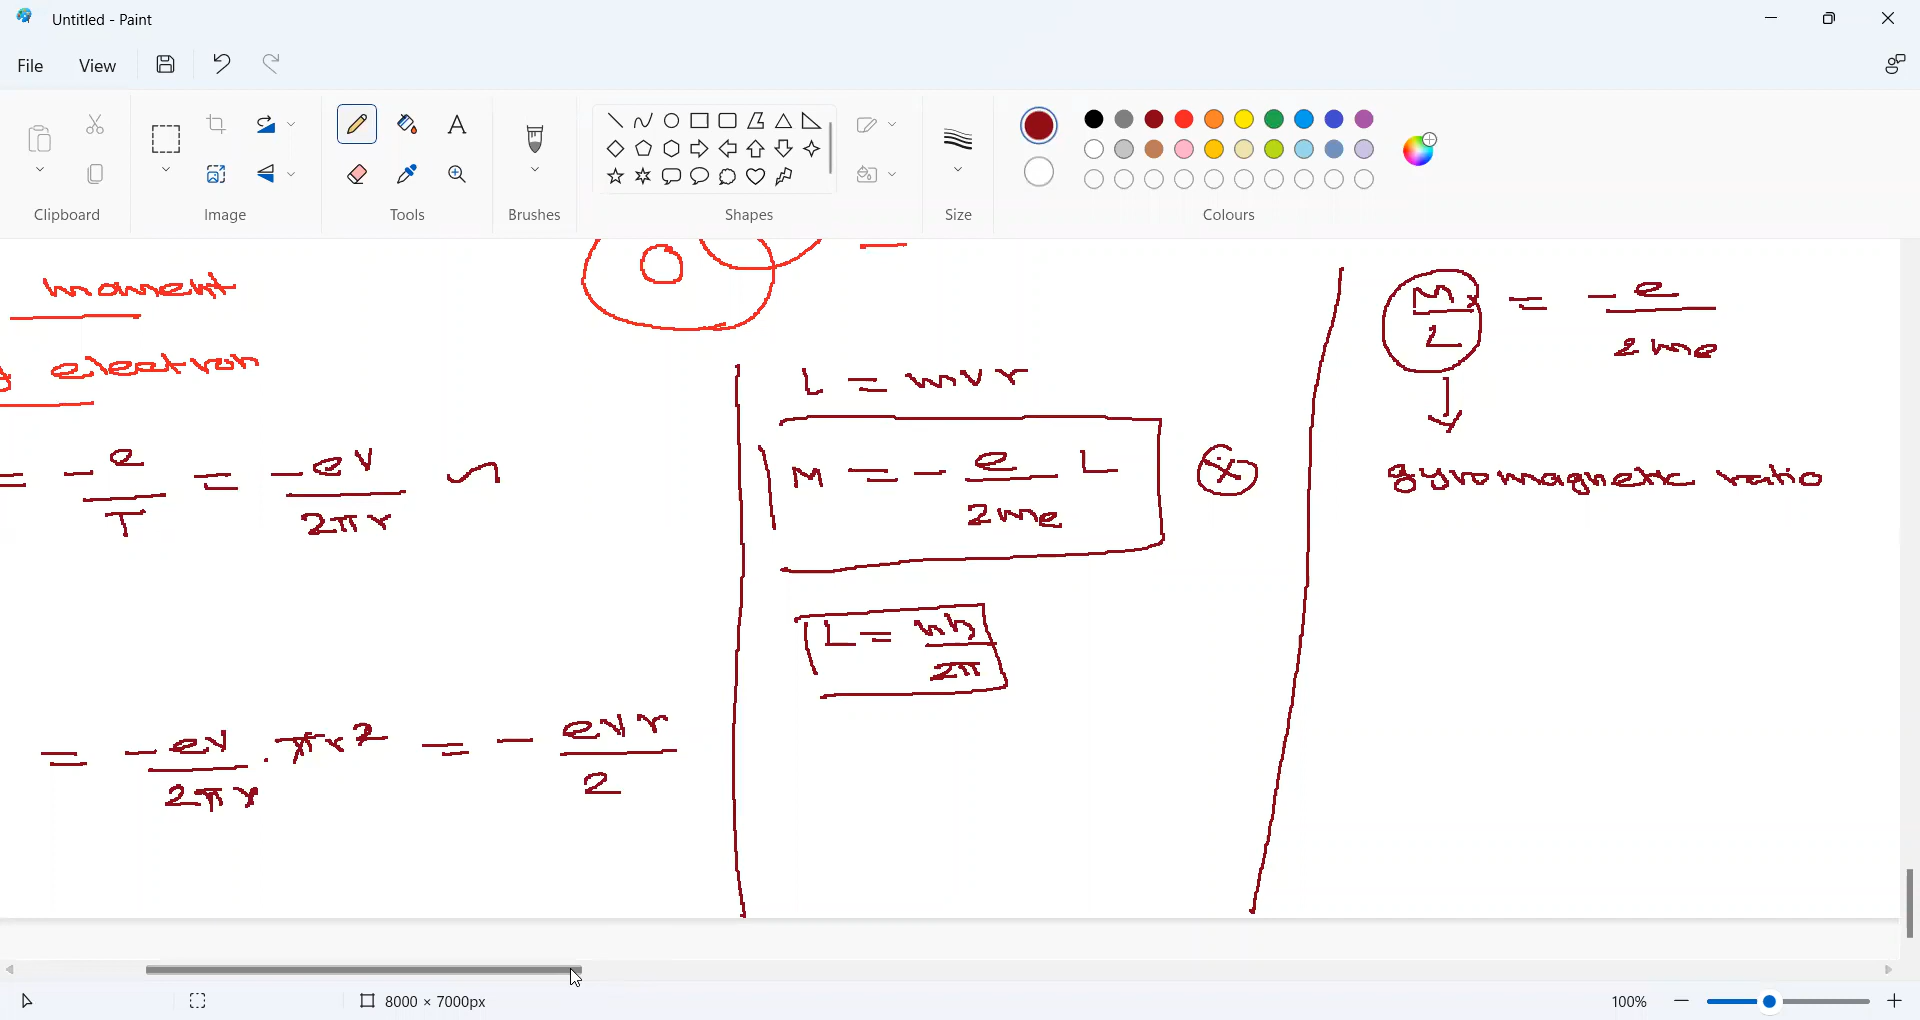 Untitled - Paint
File View
Clipboard Image Tools Brushes Shapes Size Colours
moment
electron
= -e/T = -ev/2πr
= -ev/2πr . πr² = - evr/2
L = mvr
M = - e/2me L
L = nh/2π
M/L = -e/2me
↓
gyromagnetic ratio
8000 × 7000px
100%